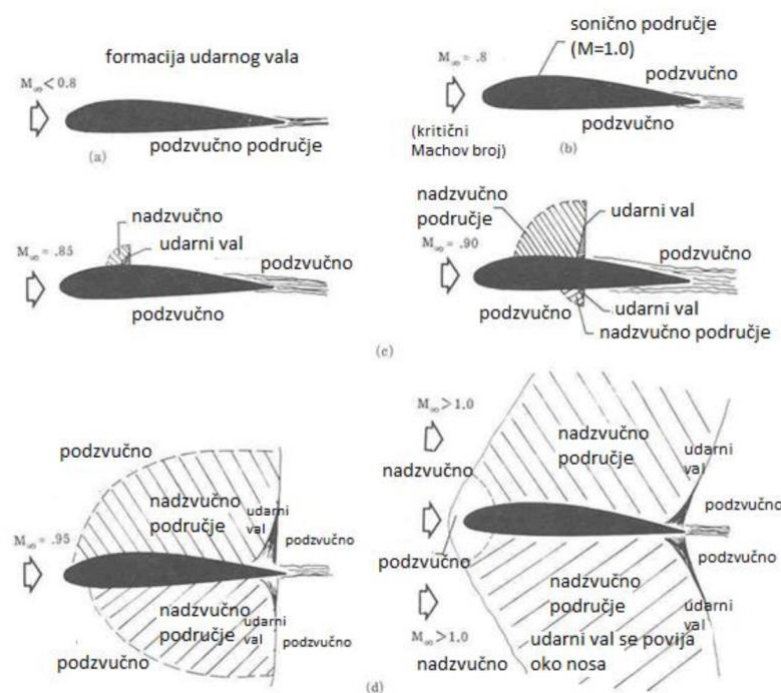 formacija udarnog vala
M∞ < 0.8
podzvučno područje
(a)
sonično područje
(M=1.0)
M∞ = .8
podzvučno
podzvučno
(kritični
Machov broj)
(b)
nadzvučno
udarni val
M∞ = .85
podzvučno
podzvučno
nadzvučno
područje
udarni val
M∞ = .90
podzvučno
podzvučno
udarni val
nadzvučno područje
(c)
podzvučno
nadzvučno
područje
udarni
val
podzvučno
M∞ = .95
nadzvučno
područje
udarni
val
podzvučno
podzvučno
M∞ > 1.0
nadzvučno
nadzvučno
područje
udarni
val
podzvučno
podzvučno
podzvučno
nadzvučno
područje
udarni
val
M∞ > 1.0
nadzvučno
udarni val se povija
oko nosa
(d)